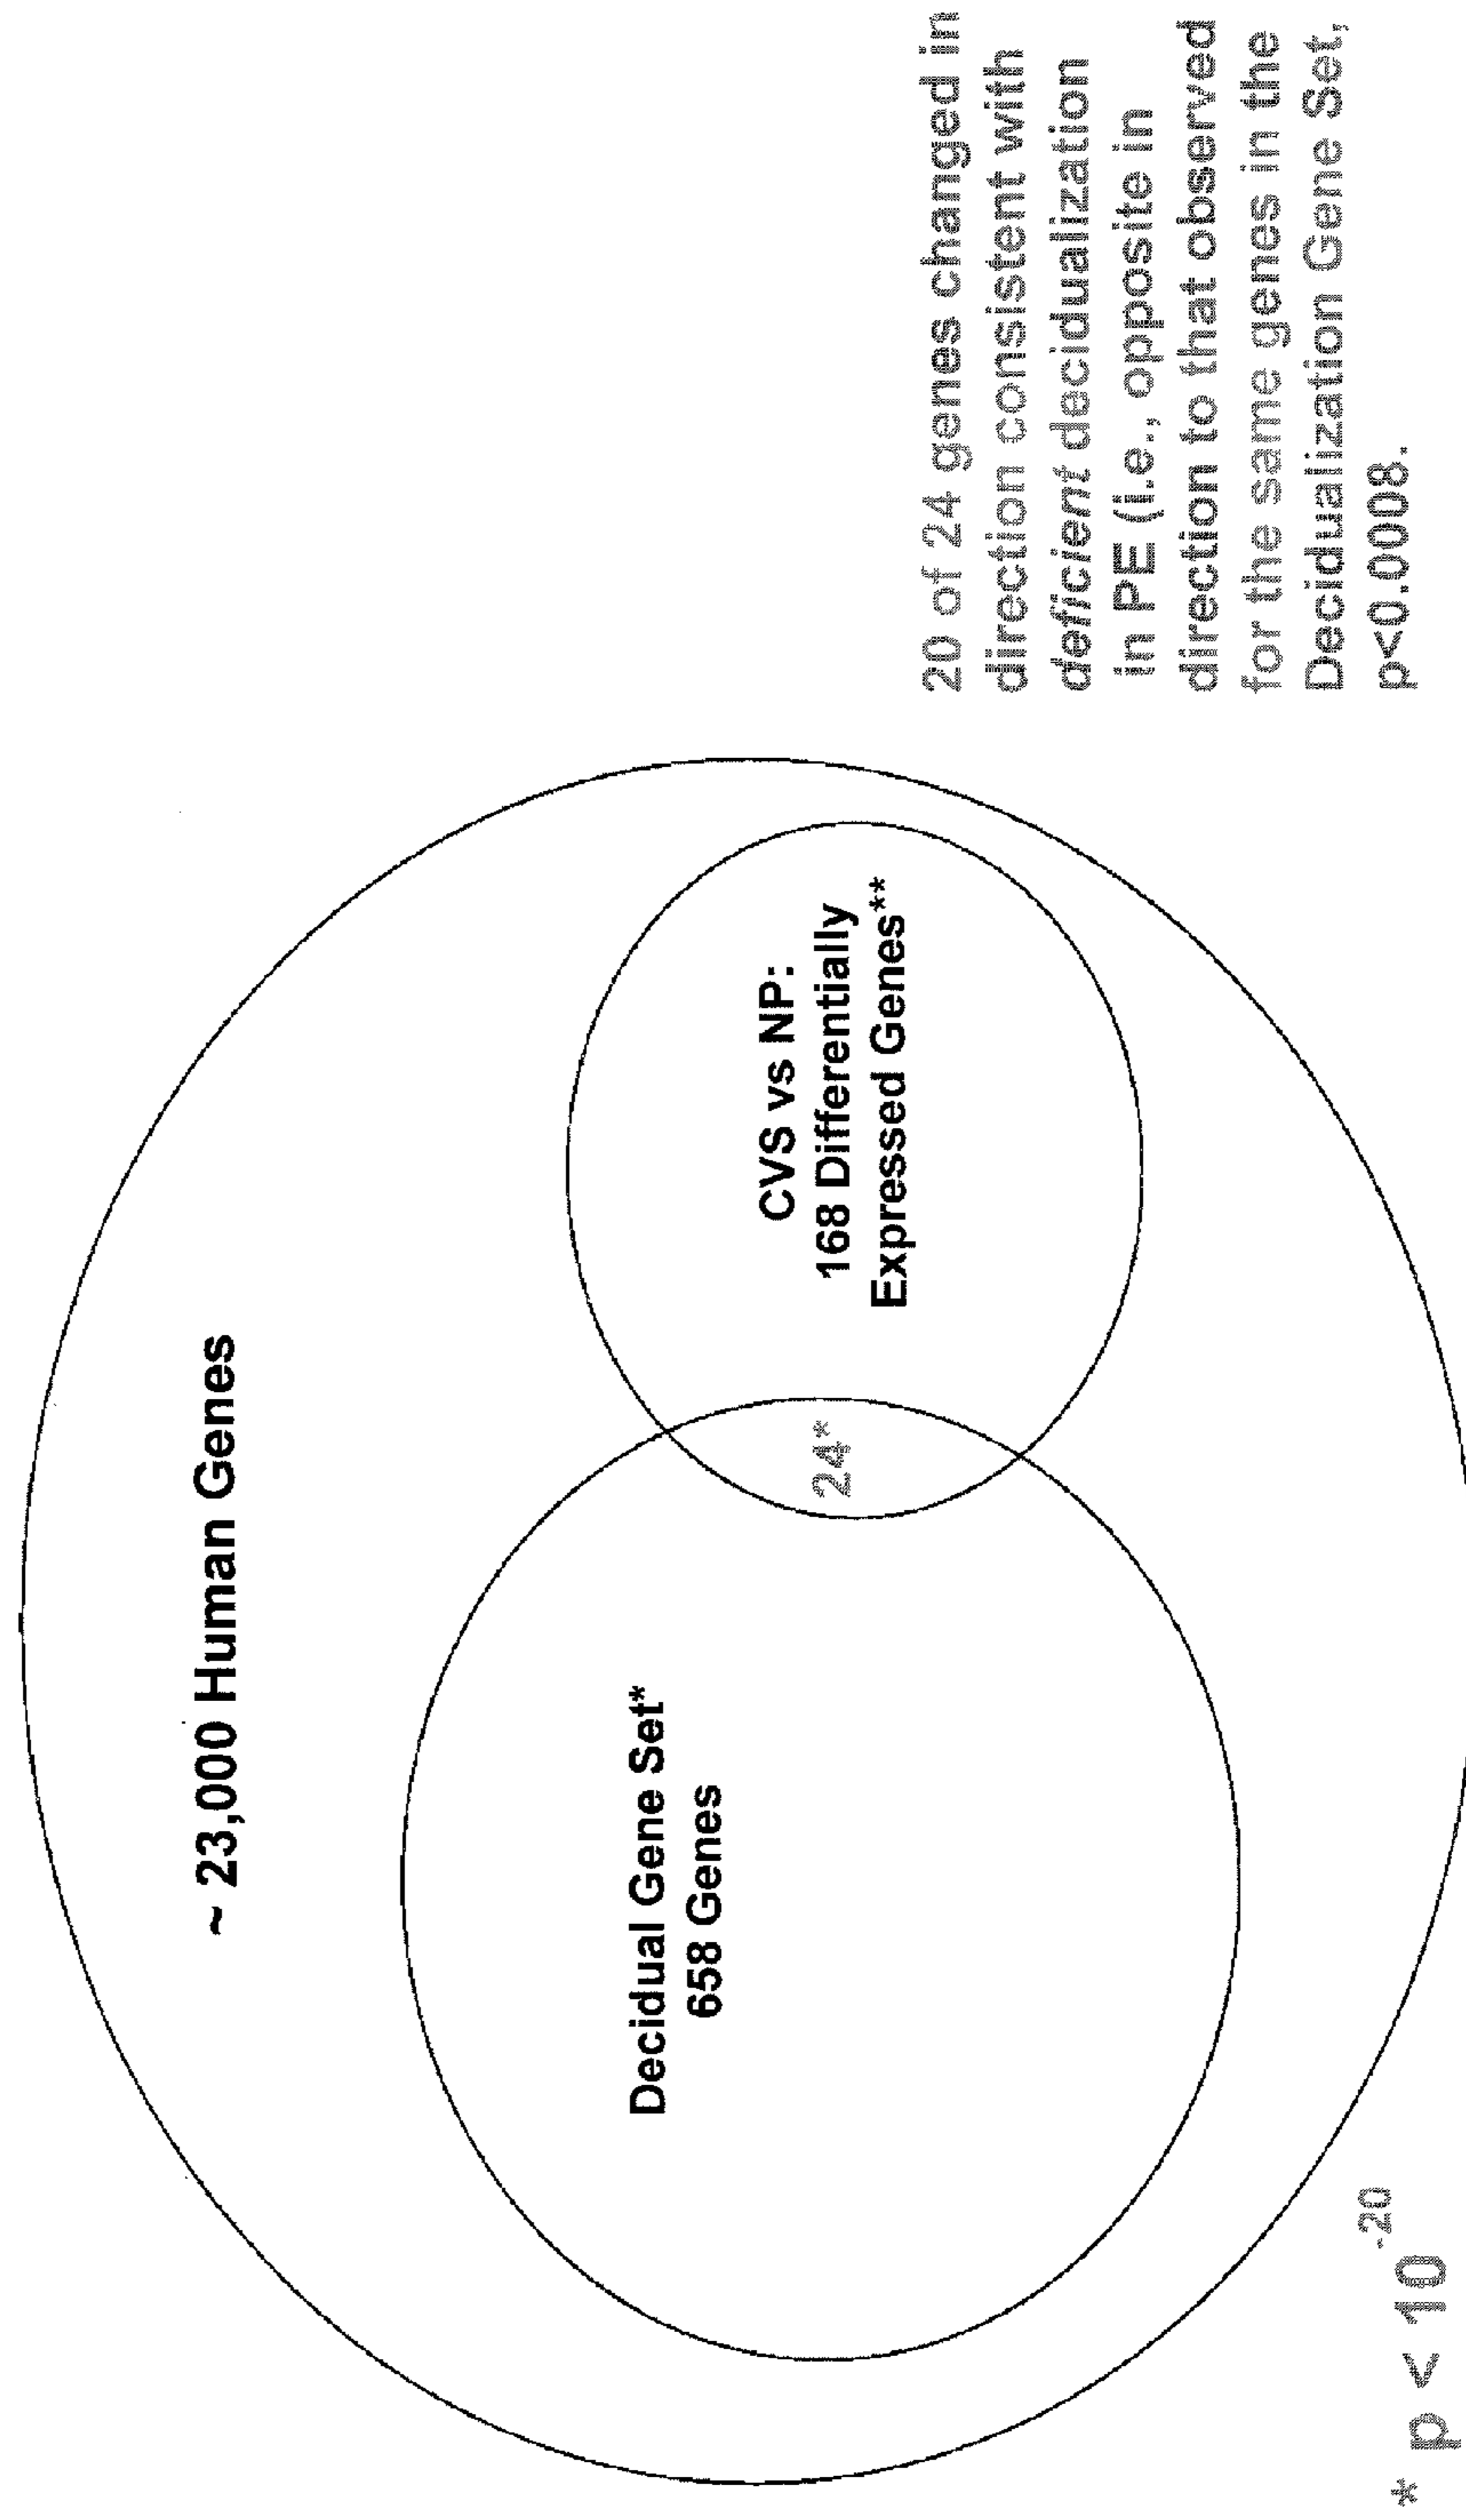 ~ 23,000 Human Genes
Decidual Gene Set*
658 Genes
24*
CVS vs NP:
168 Differentially
Expressed Genes**
20 of 24 genes changed in
direction consistent with
deficient decidualization
in PE (i.e., opposite in
direction to that observed
for the same genes in the
Decidualization Gene Set,
p<0.0008.
* p < 10-20